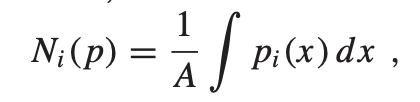 N_i(p) = \frac{1}{A} \int p_i(x) dx ,